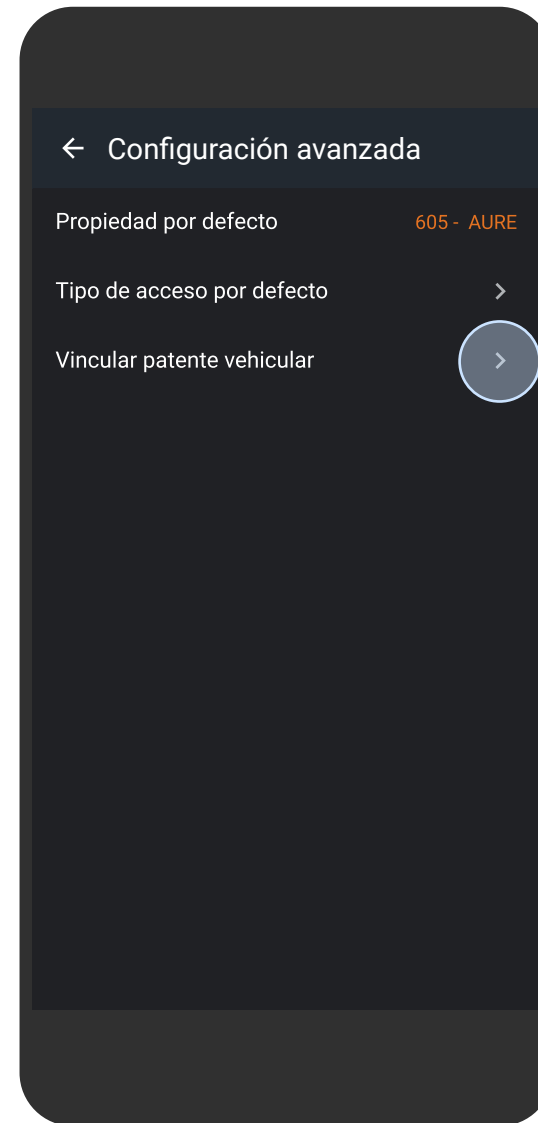 Configuración avanzada
Propiedad por defecto 605 - AURE
Tipo de acceso por defecto
Vincular patente vehicular